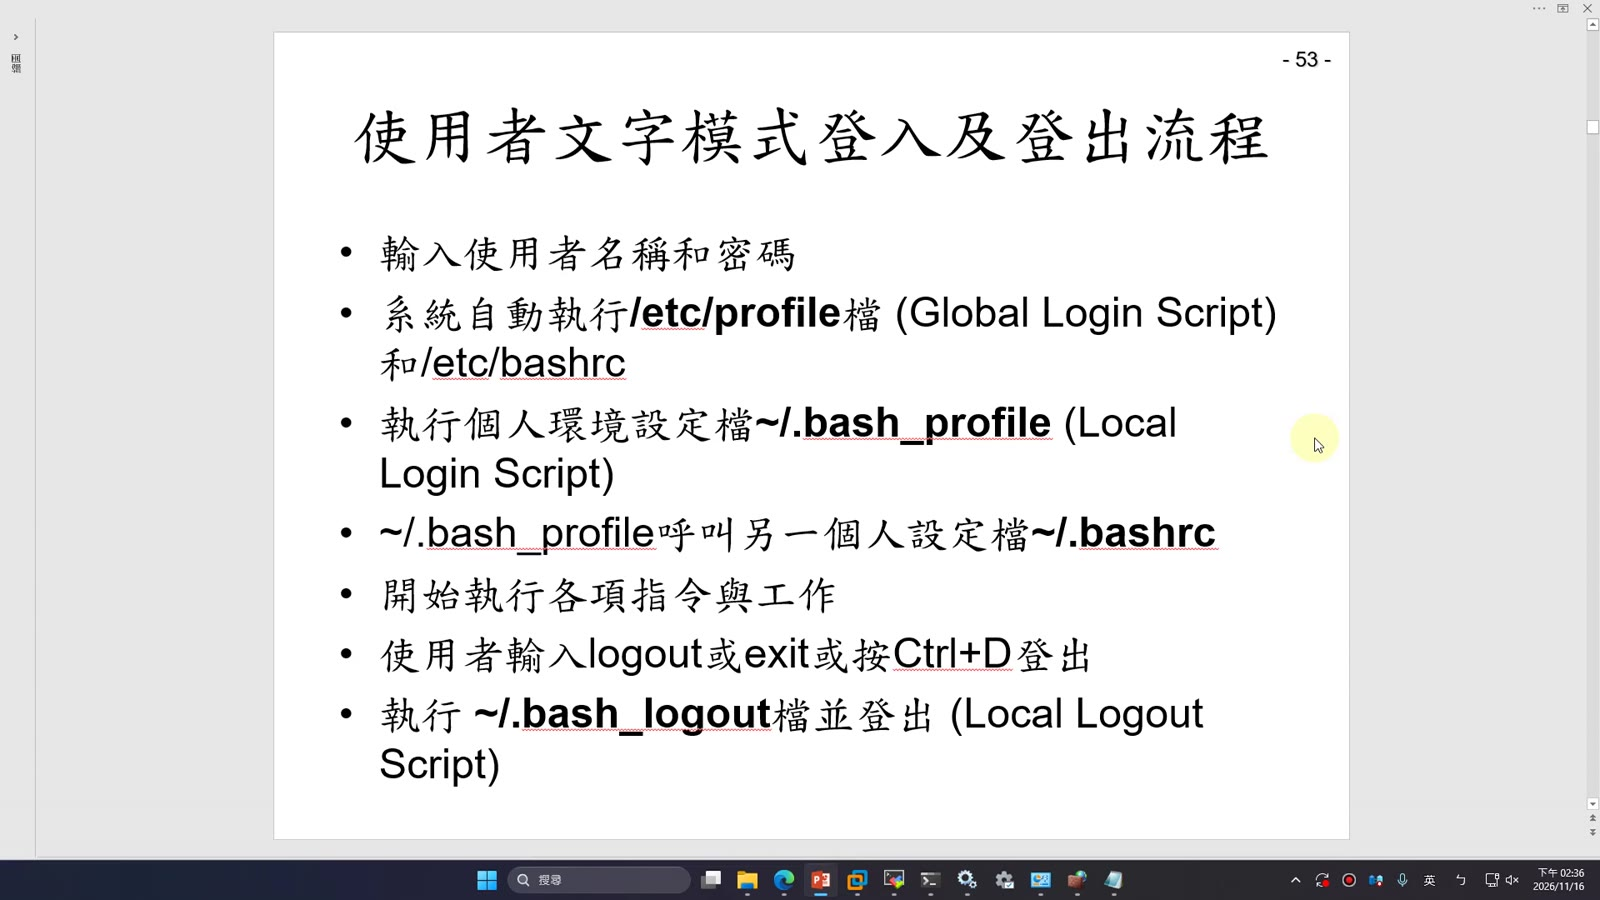 - 53 -
使用者文字模式登入及登出流程
• 輸入使用者名稱和密碼
• 系統自動執行/etc/profile檔 (Global Login Script)
和/etc/bashrc
• 執行個人環境設定檔~/.bash_profile (Local
Login Script)
• ~/.bash_profile呼叫另一個人設定檔~/.bashrc
• 開始執行各項指令與工作
• 使用者輸入logout或exit或按Ctrl+D登出
• 執行 ~/.bash_logout檔並登出 (Local Logout
Script)
搜尋
英
ㄅ
下午 02:36
2026/11/16